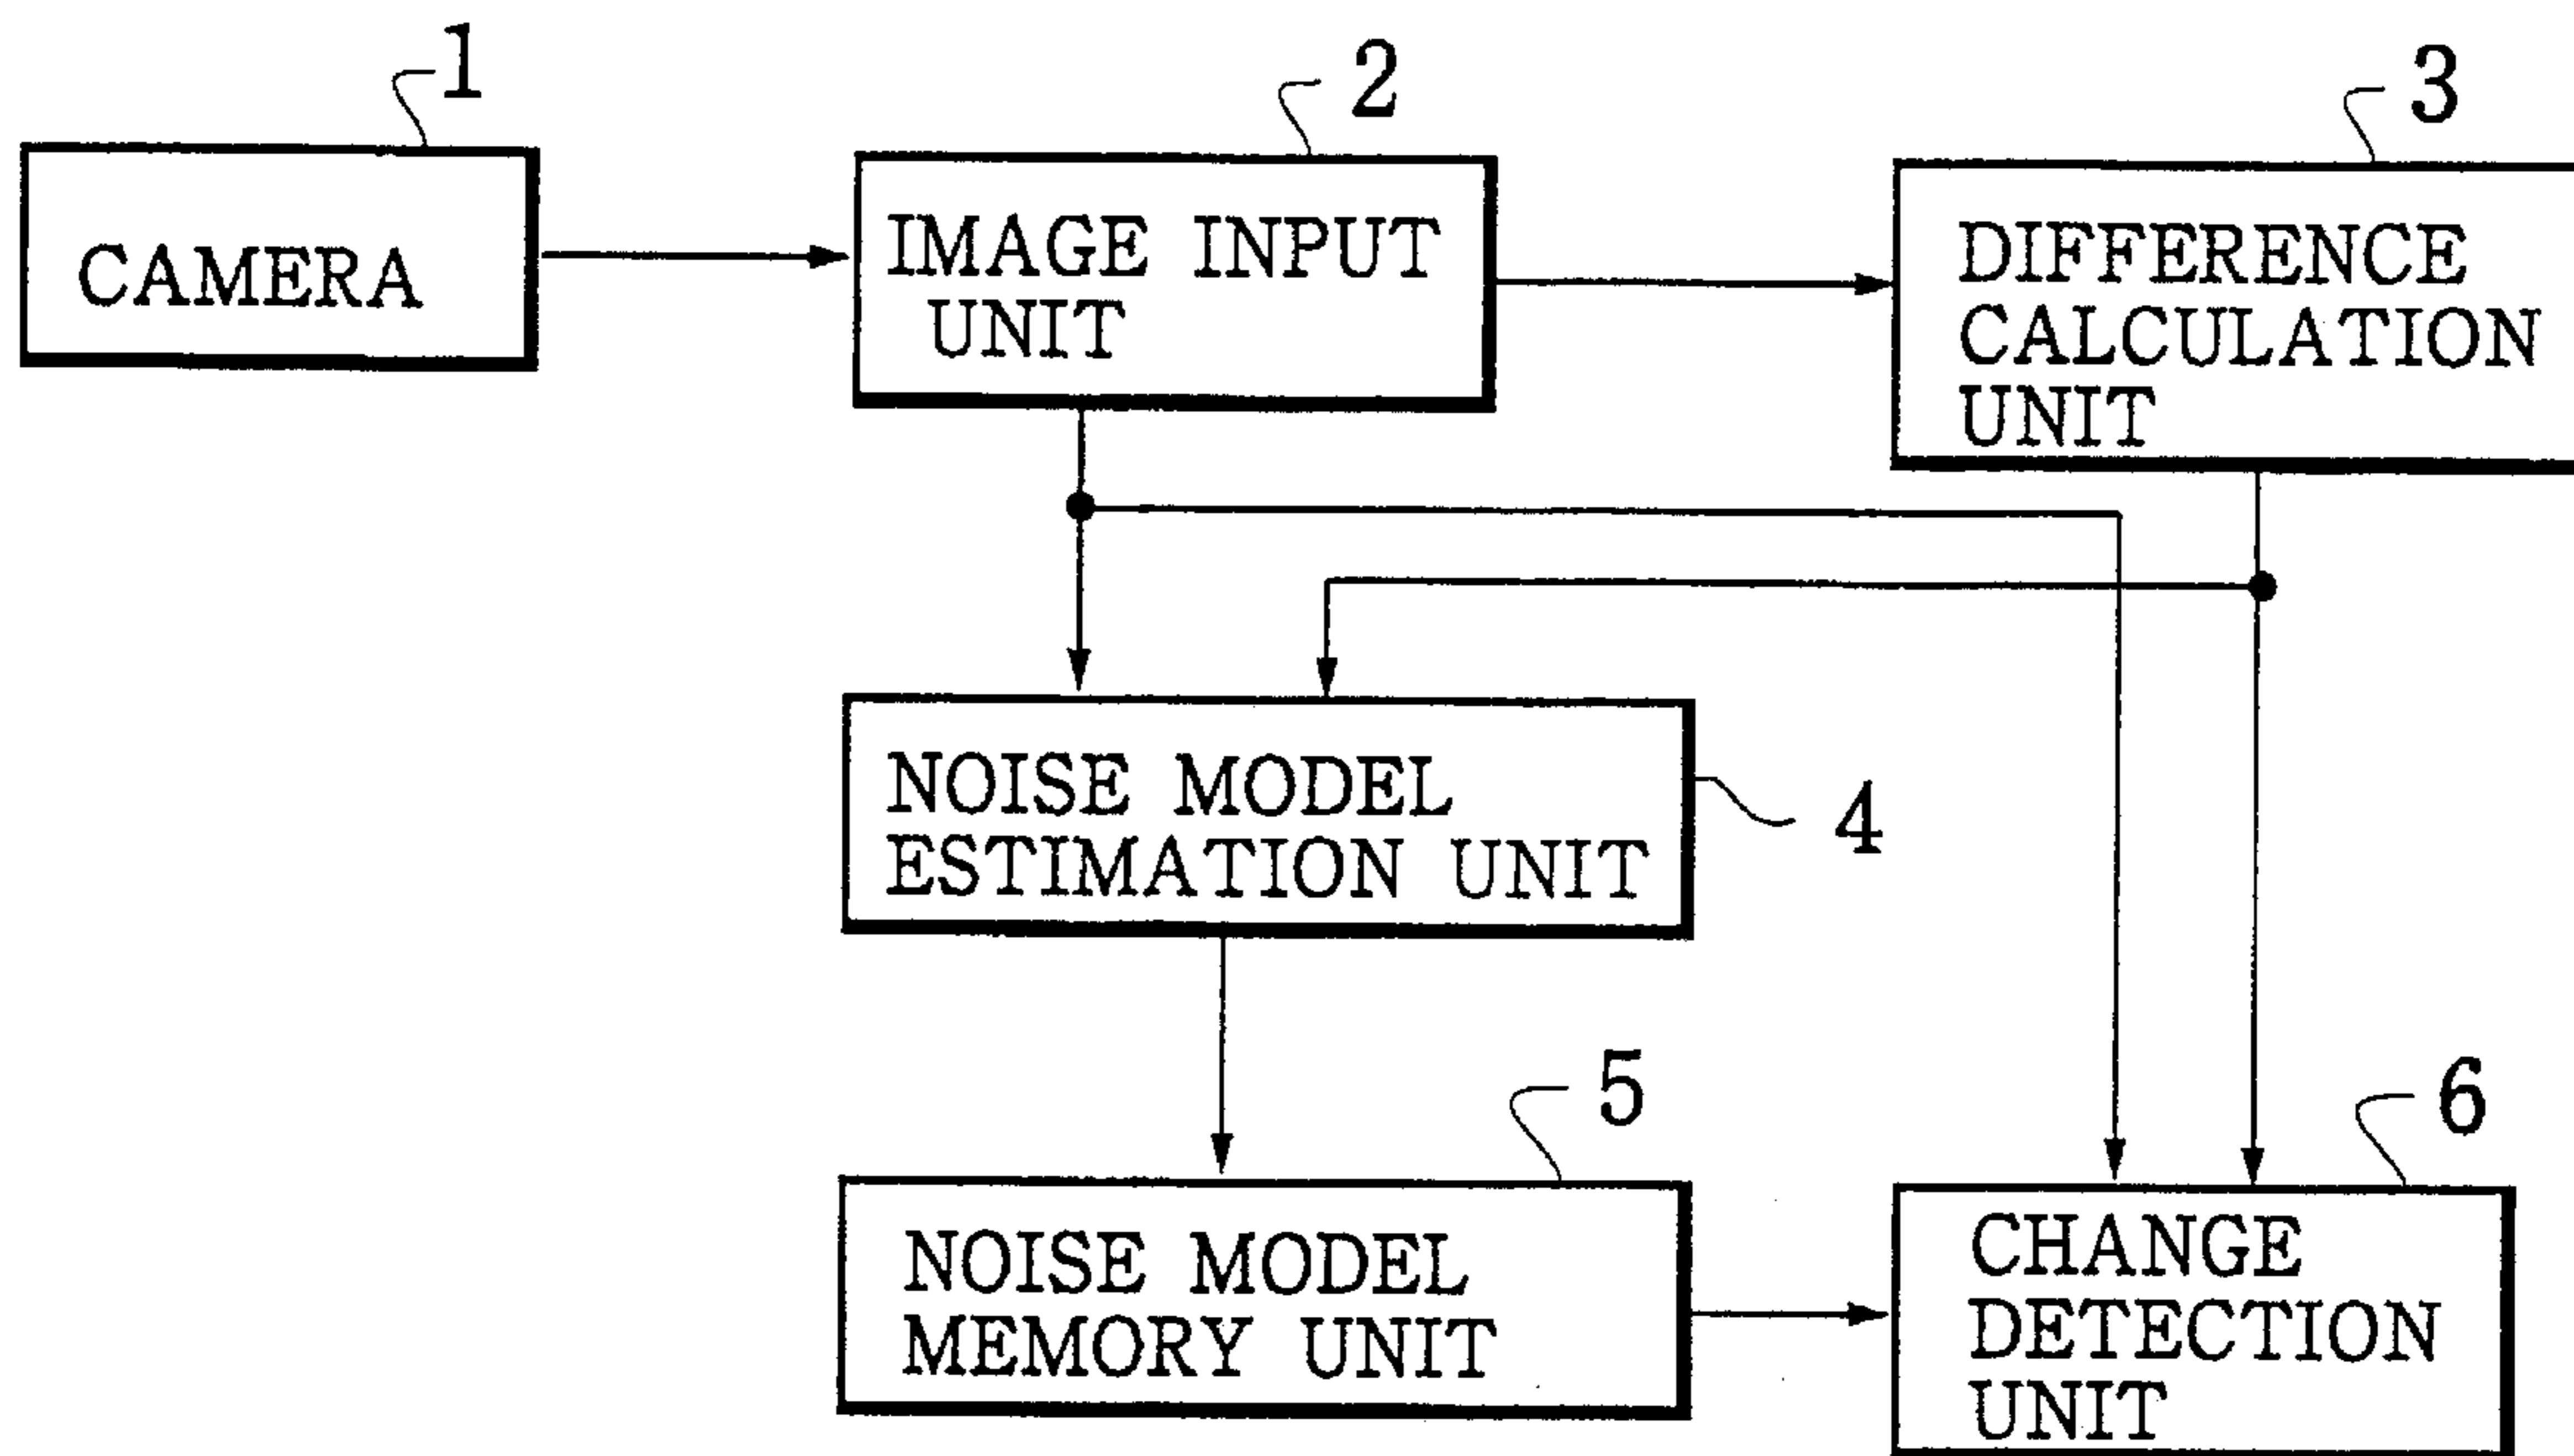 1
CAMERA
2
IMAGE INPUT
UNIT
3
DIFFERENCE
CALCULATION
UNIT
NOISE MODEL
ESTIMATION UNIT
4
5
NOISE MODEL
MEMORY UNIT
6
CHANGE
DETECTION
UNIT